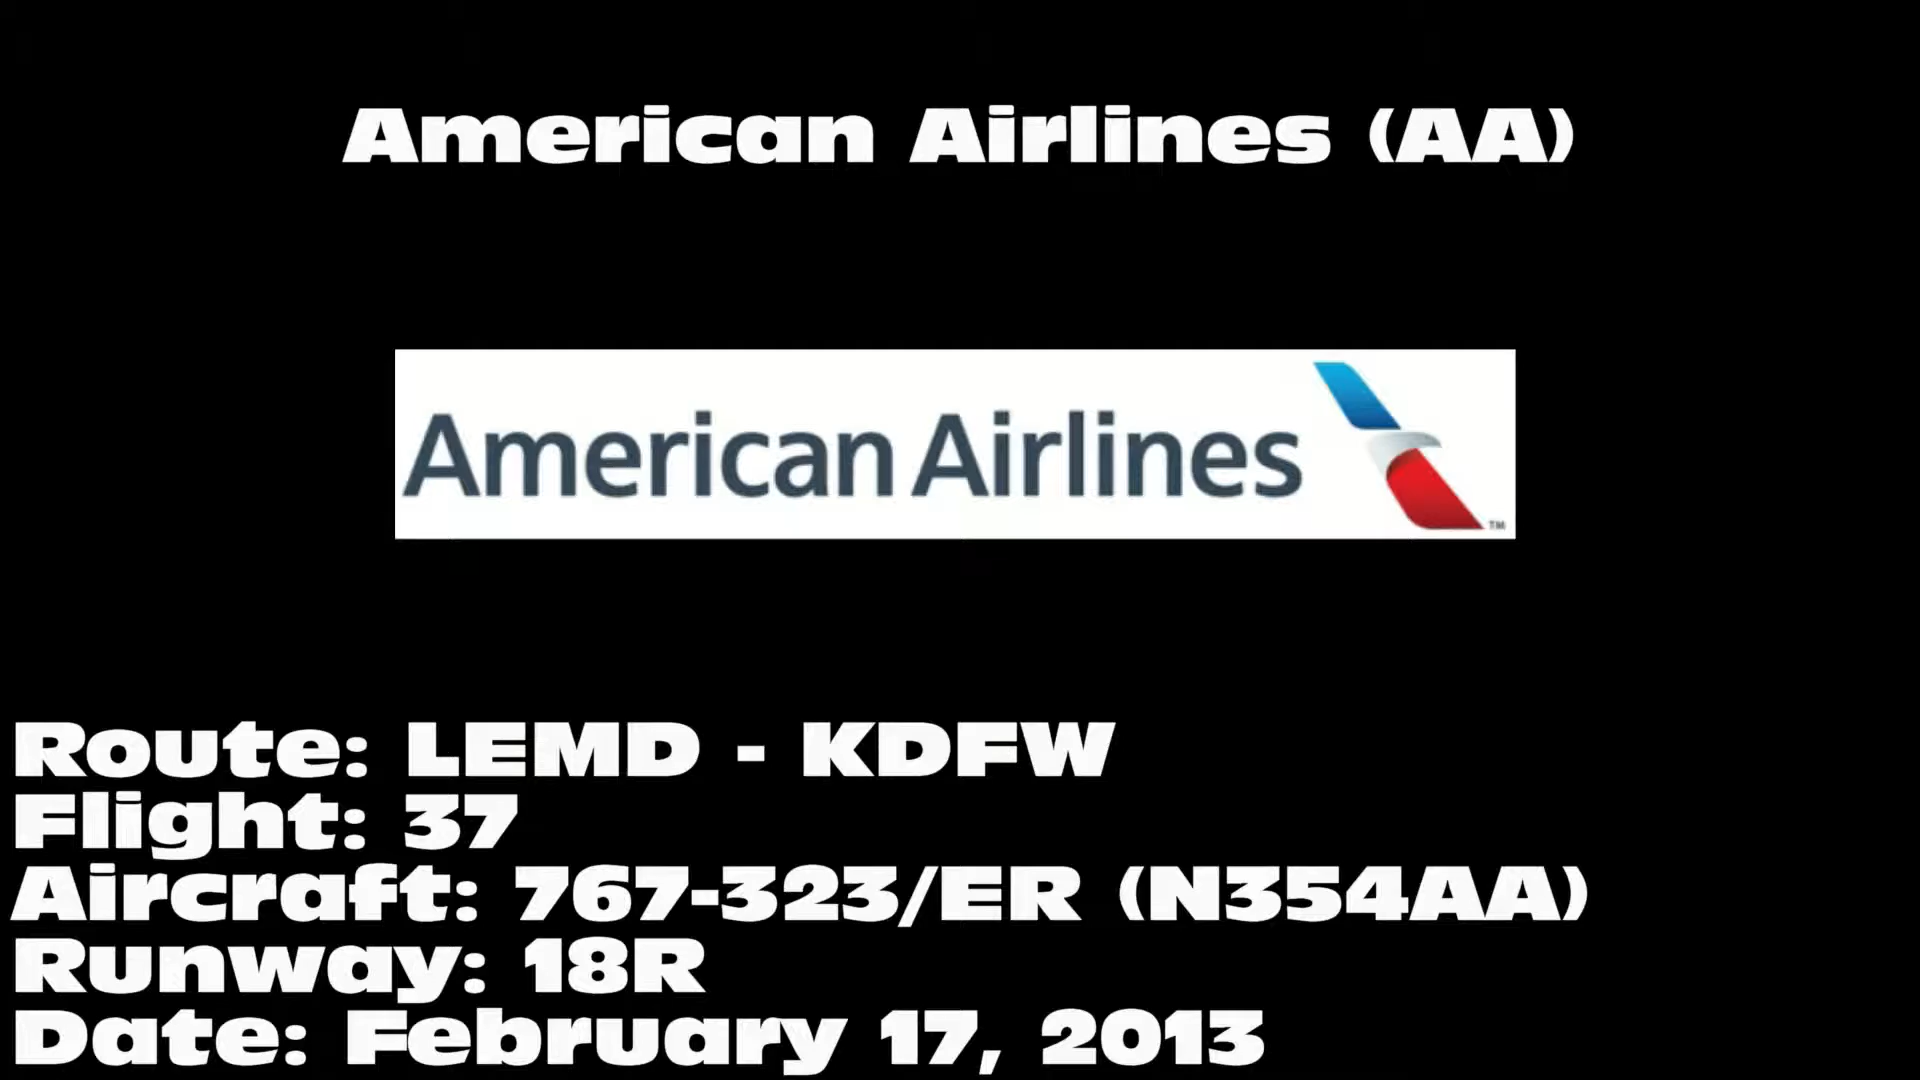 American Airlines (AA)
American Airlines
TM
Route: LEMD - KDFW
Flight: 37
Aircraft: 767-323/ER (N354AA)
Runway: 18R
Date: February 17, 2013